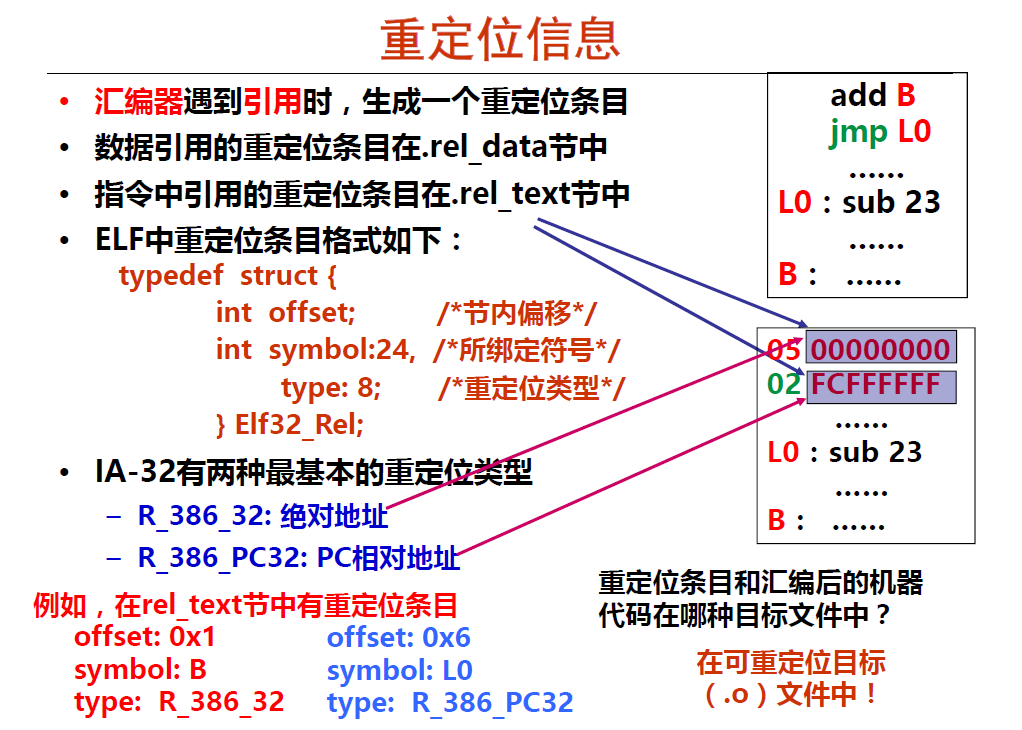 重定位信息
• 汇编器遇到引用时，生成一个重定位条目
• 数据引用的重定位条目在.rel_data节中
• 指令中引用的重定位条目在.rel_text节中
• ELF中重定位条目格式如下：
typedef struct {
int offset; /*节内偏移*/
int symbol:24, /*所绑定符号*/
type: 8; /*重定位类型*/
} Elf32_Rel;
• IA-32有两种最基本的重定位类型
– R_386_32: 绝对地址
– R_386_PC32: PC相对地址
例如，在rel_text节中有重定位条目
offset: 0x1
symbol: B
type: R_386_32
offset: 0x6
symbol: L0
type: R_386_PC32
add B
jmp L0
……
L0：sub 23
……
B： ……
05 00000000
02 FCFFFFFF
……
L0：sub 23
……
B： ……
重定位条目和汇编后的机器
代码在哪种目标文件中？
在可重定位目标
（.o）文件中！